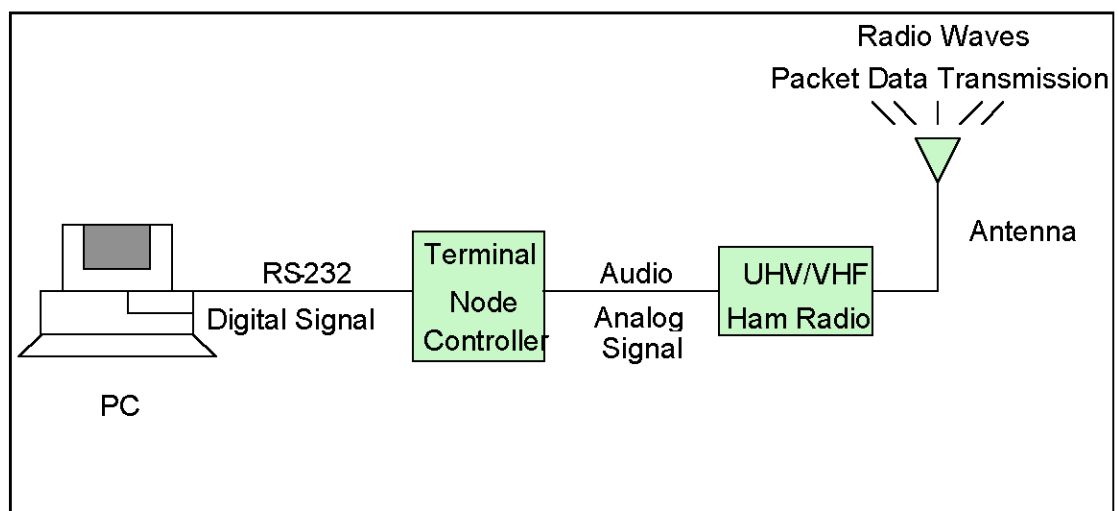 Radio Waves
Packet Data Transmission
Antenna
RS-232
Digital Signal
Terminal
Node
Controller
Audio
Analog
Signal
UHV/VHF
Ham Radio
PC